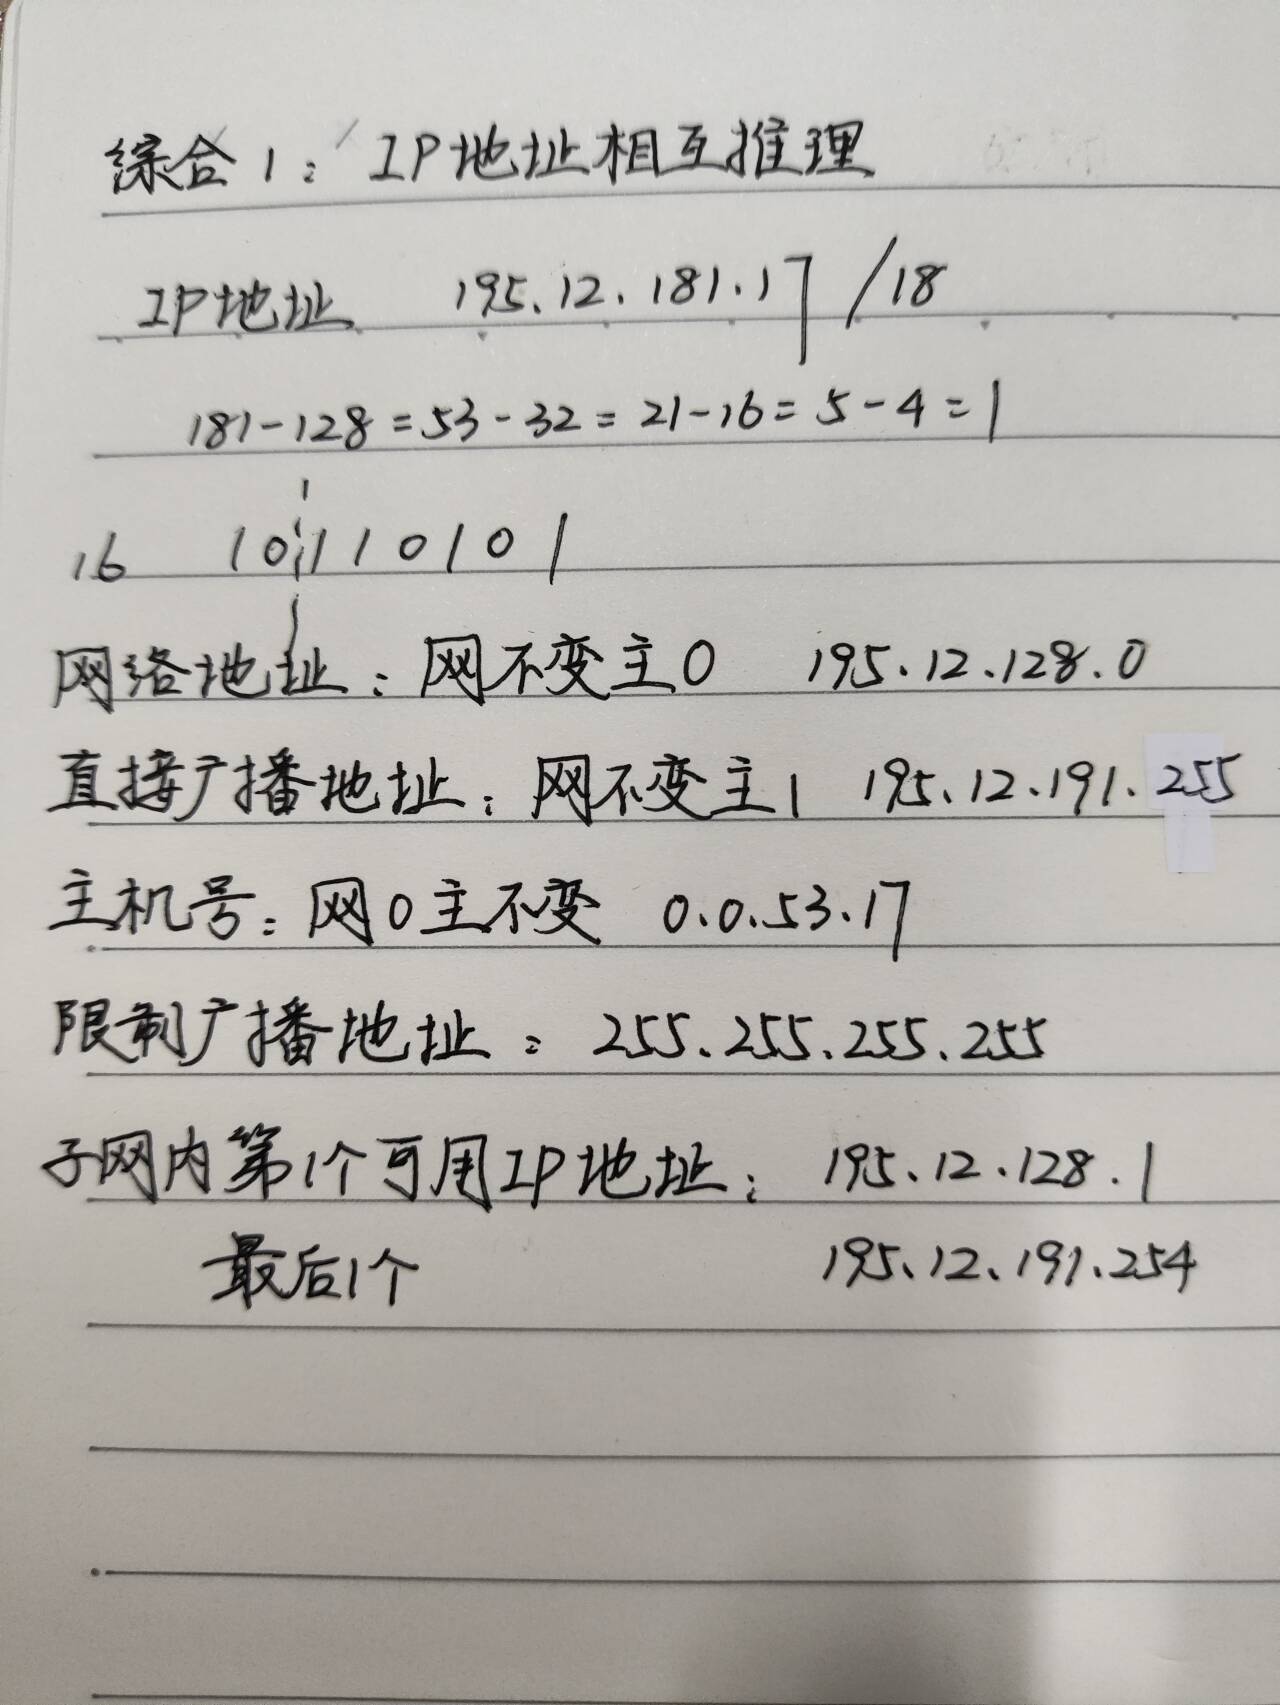 综合1: IP地址相互推理
IP地址 195.12.181.17 /18
181-128=53-32=21-16=5-4=1
16 10110101
网络地址:网不变主0 195.12.128.0
直接广播地址:网不变主1 195.12.191.255
主机号:网0主不变 0.0.53.17
限制广播地址:255.255.255.255
子网内第1个可用IP地址: 195.12.128.1
最后1个 195.12.191.254